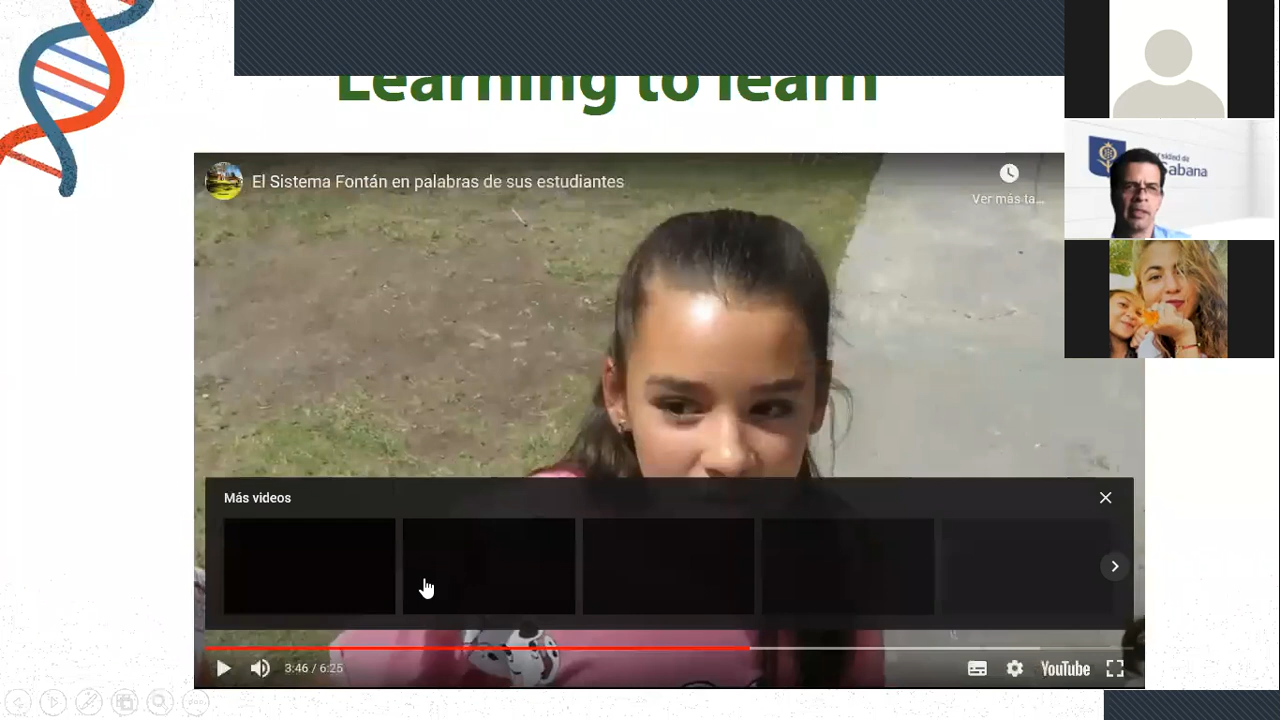 Learning to learn
El Sistema Fontán en palabras de sus estudiantes
Ver más ta...
Sabana
Más videos
3:46 / 6:25
YouTube